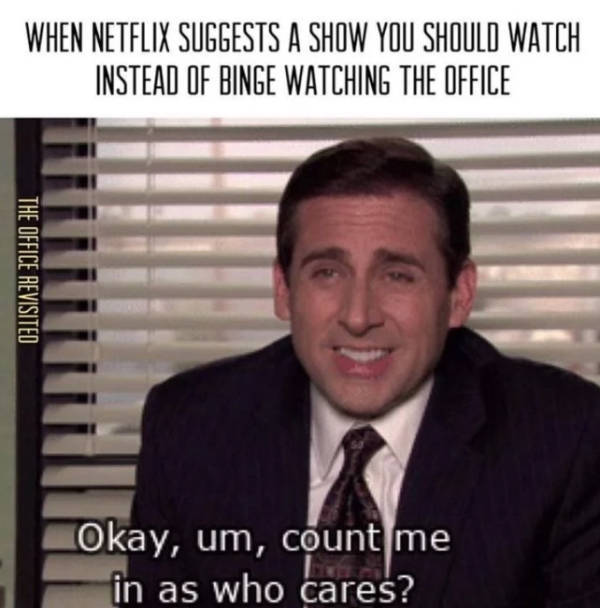 WHEN NETFLIX SUGGESTS A SHOW YOU SHOULD WATCH
INSTEAD OF BINGE WATCHING THE OFFICE
THE OFFICE REVISITED
Okay, um, count me
in as who cares?